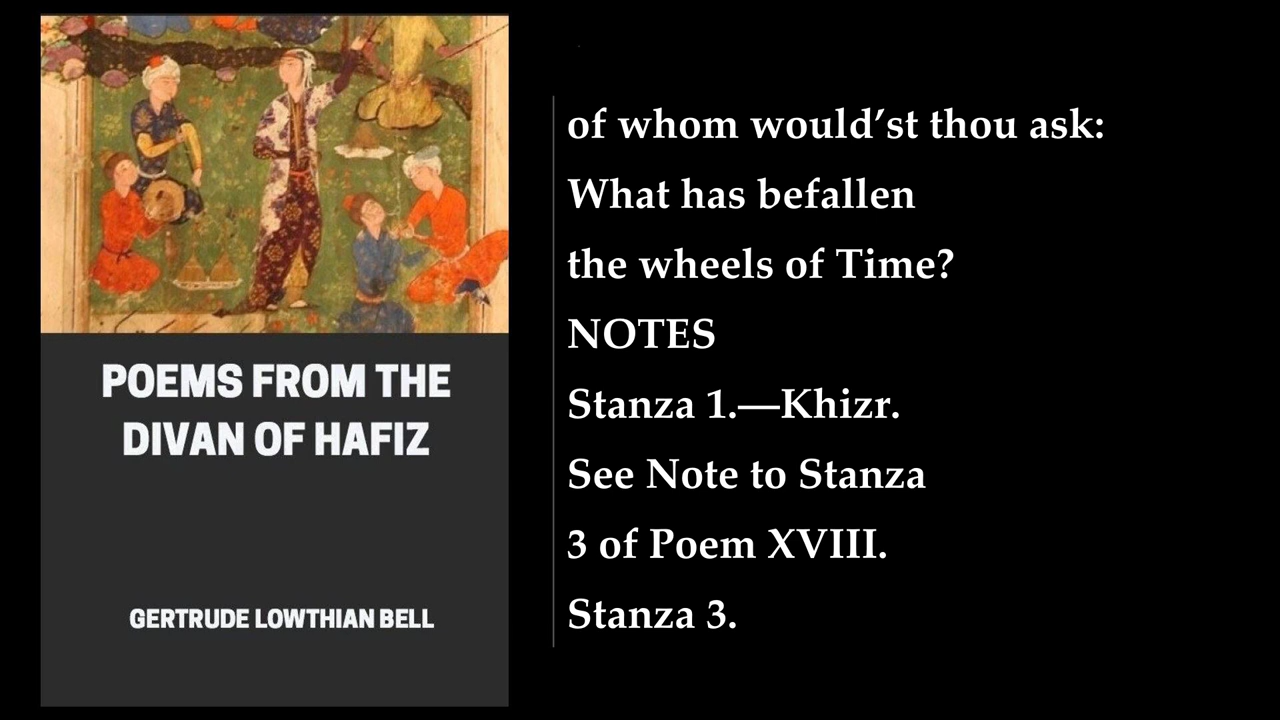 POEMS FROM THE
DIVAN OF HAFIZ
GERTRUDE LOWTHIAN BELL
of whom would’st thou ask:
What has befallen
the wheels of Time?
NOTES
Stanza 1.—Khizr.
See Note to Stanza
3 of Poem XVIII.
Stanza 3.